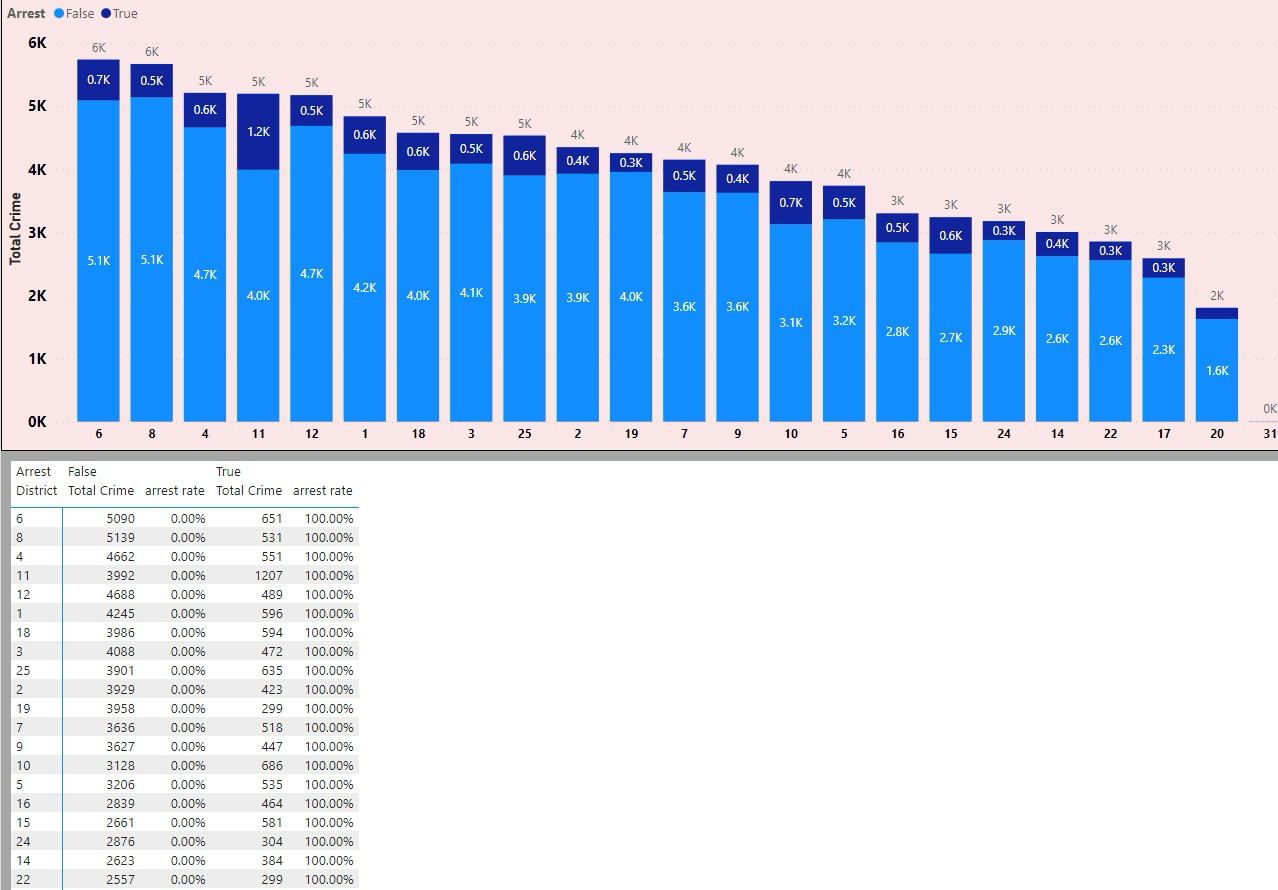 Arrest False True
6K
5K
4K
3K
2K
1K
0K
Total Crime
6K 6K 5K 5K 5K 5K 5K 5K 5K 4K 4K 4K 4K 4K 4K 3K 3K 3K 3K 3K 3K 2K 0K
0.7K 0.5K 0.6K 1.2K 0.5K 0.6K 0.6K 0.5K 0.6K 0.4K 0.3K 0.5K 0.4K 0.7K 0.5K 0.5K 0.6K 0.3K 0.4K 0.3K 0.3K
5.1K 5.1K 4.7K 4.0K 4.7K 4.2K 4.0K 4.1K 3.9K 3.9K 4.0K 3.6K 3.6K 3.1K 3.2K 2.8K 2.7K 2.9K 2.6K 2.6K 2.3K 1.6K
6 8 4 11 12 1 18 3 25 2 19 7 9 10 5 16 15 24 14 22 17 20 31
Arrest False True
District Total Crime arrest rate Total Crime arrest rate
6 5090 0.00% 651 100.00%
8 5139 0.00% 531 100.00%
4 4662 0.00% 551 100.00%
11 3992 0.00% 1207 100.00%
12 4688 0.00% 489 100.00%
1 4245 0.00% 596 100.00%
18 3986 0.00% 594 100.00%
3 4088 0.00% 472 100.00%
25 3901 0.00% 635 100.00%
2 3929 0.00% 423 100.00%
19 3958 0.00% 299 100.00%
7 3636 0.00% 518 100.00%
9 3627 0.00% 447 100.00%
10 3128 0.00% 686 100.00%
5 3206 0.00% 535 100.00%
16 2839 0.00% 464 100.00%
15 2661 0.00% 581 100.00%
24 2876 0.00% 304 100.00%
14 2623 0.00% 384 100.00%
22 2557 0.00% 299 100.00%